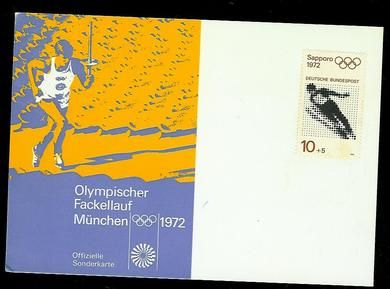 Olympischer
Fackellauf
München 1972
Offizielle
Sonderkarte
Sapporo
1972
DEUTSCHE BUNDESPOST
10+5